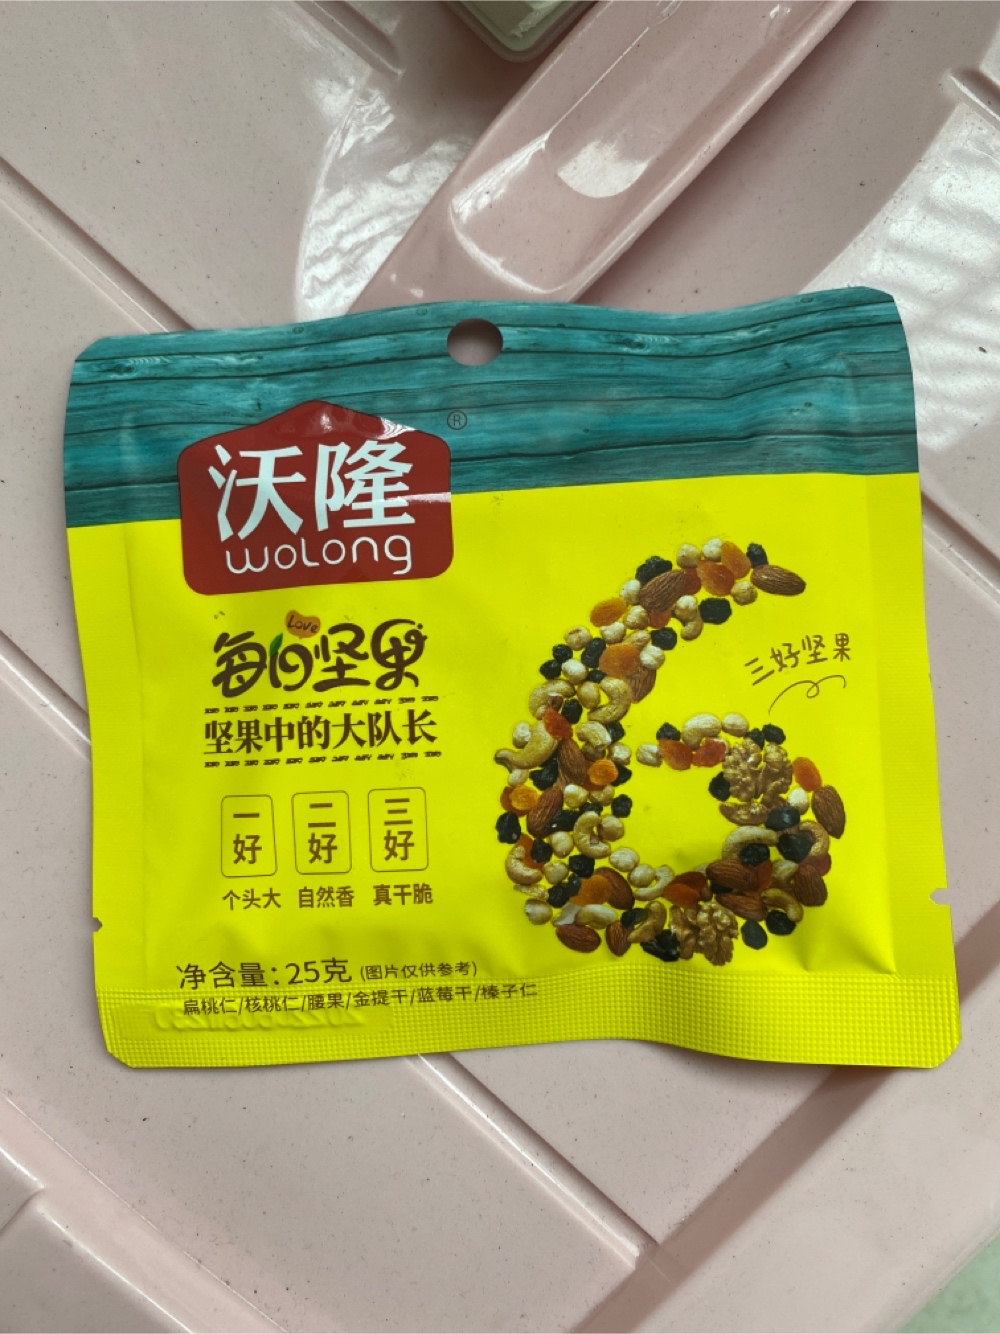 ®
沃隆
woLong
Love
每日坚果
坚果中的大队长
三好坚果
一好 二好 三好
个头大 自然香 真干脆
净含量：25克 (图片仅供参考)
扁桃仁/核桃仁/腰果/金提干/蓝莓干/榛子仁